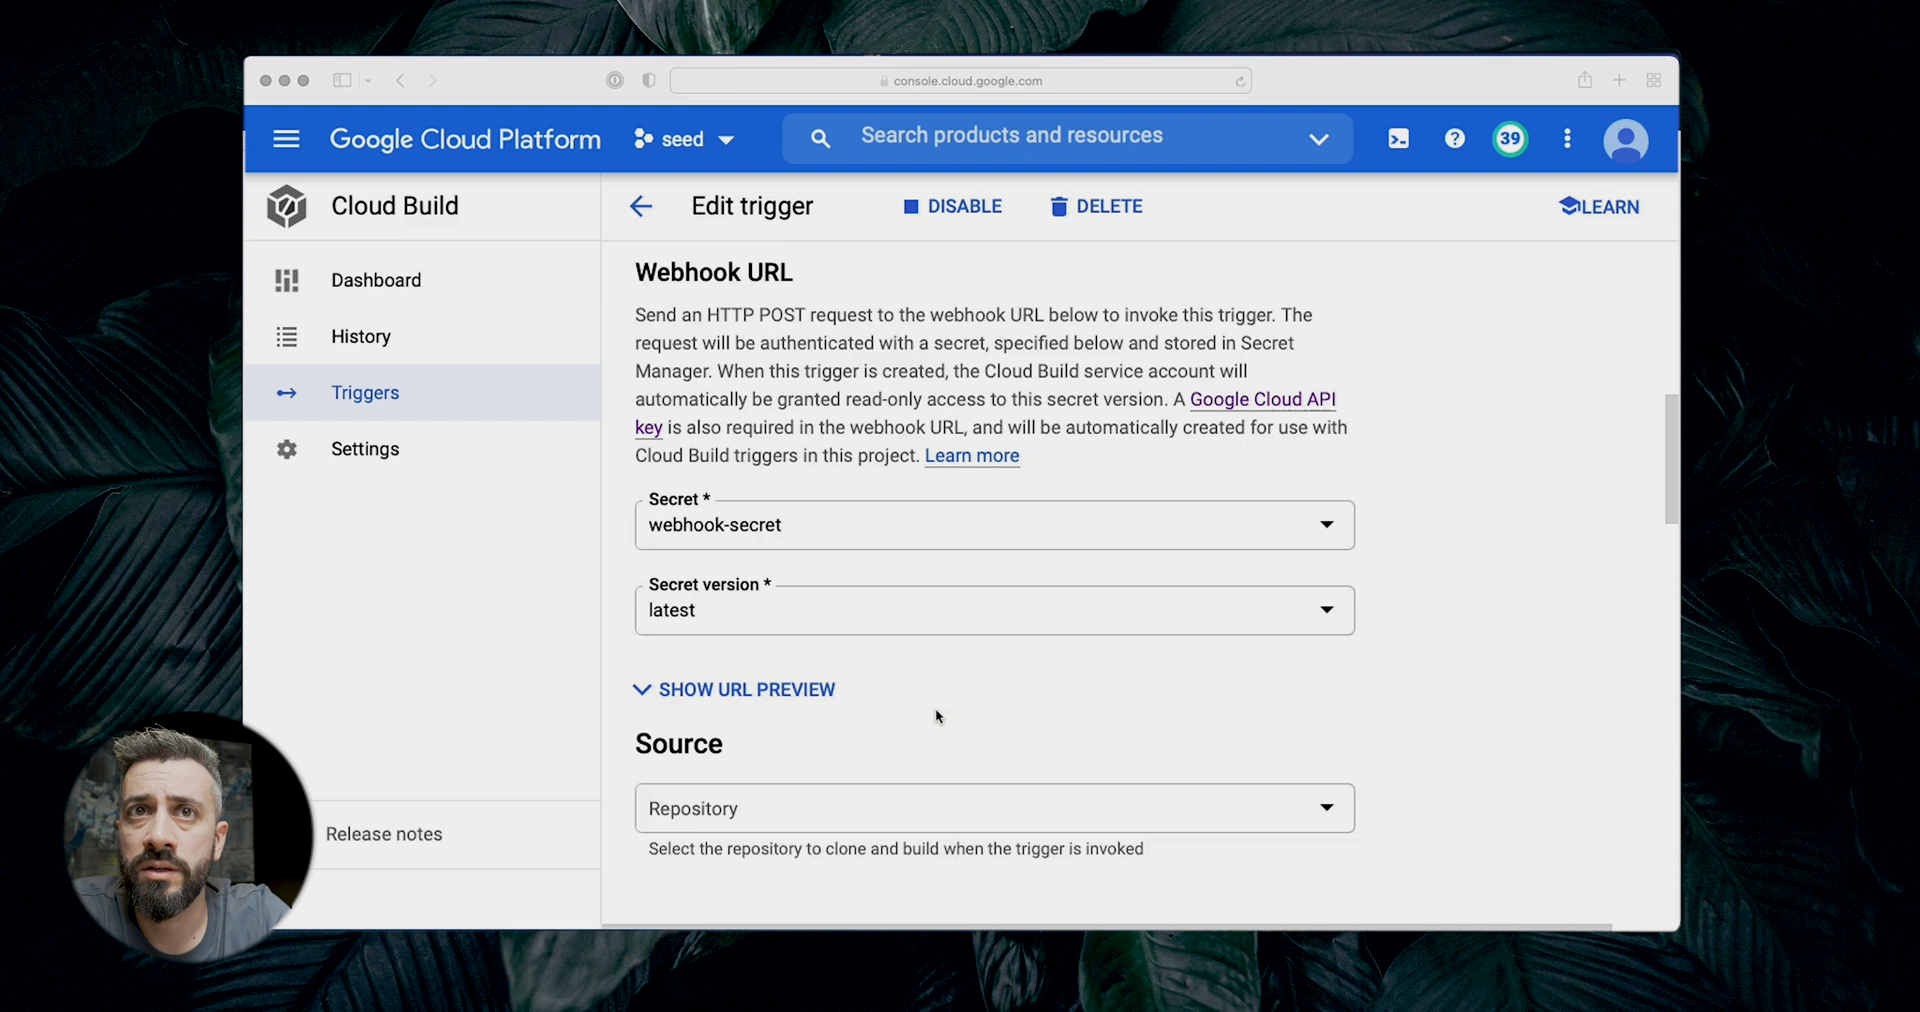 console.cloud.google.com
Google Cloud Platform
seed
Search products and resources
39
Cloud Build
Edit trigger
DISABLE
DELETE
LEARN
Dashboard
History
Triggers
Settings
Release notes
Webhook URL
Send an HTTP POST request to the webhook URL below to invoke this trigger. The
request will be authenticated with a secret, specified below and stored in Secret
Manager. When this trigger is created, the Cloud Build service account will
automatically be granted read-only access to this secret version. A Google Cloud API
key is also required in the webhook URL, and will be automatically created for use with
Cloud Build triggers in this project. Learn more
Secret *
webhook-secret
Secret version *
latest
SHOW URL PREVIEW
Source
Repository
Select the repository to clone and build when the trigger is invoked